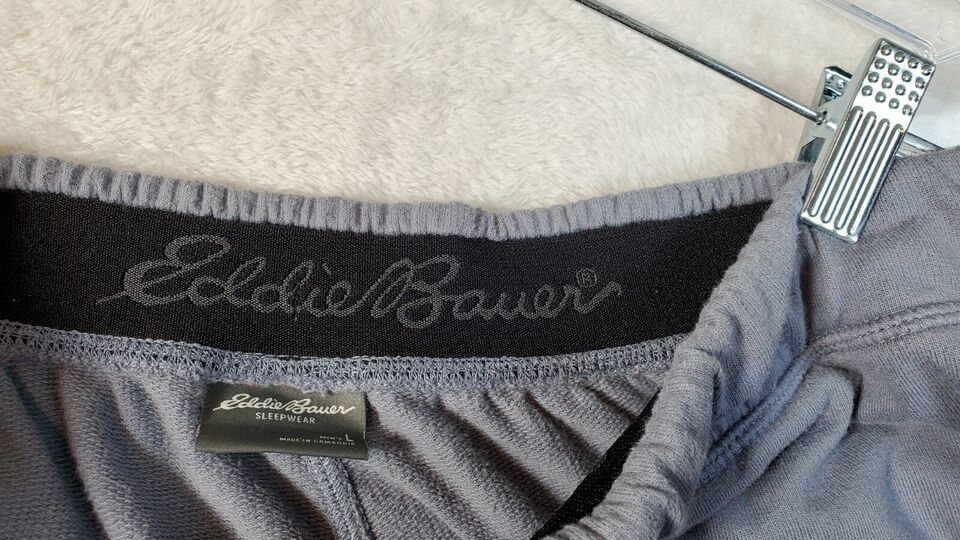 Eddie Bauer®
Eddie Bauer
SLEEPWEAR
MEN'S L
MADE IN CAMBODIA